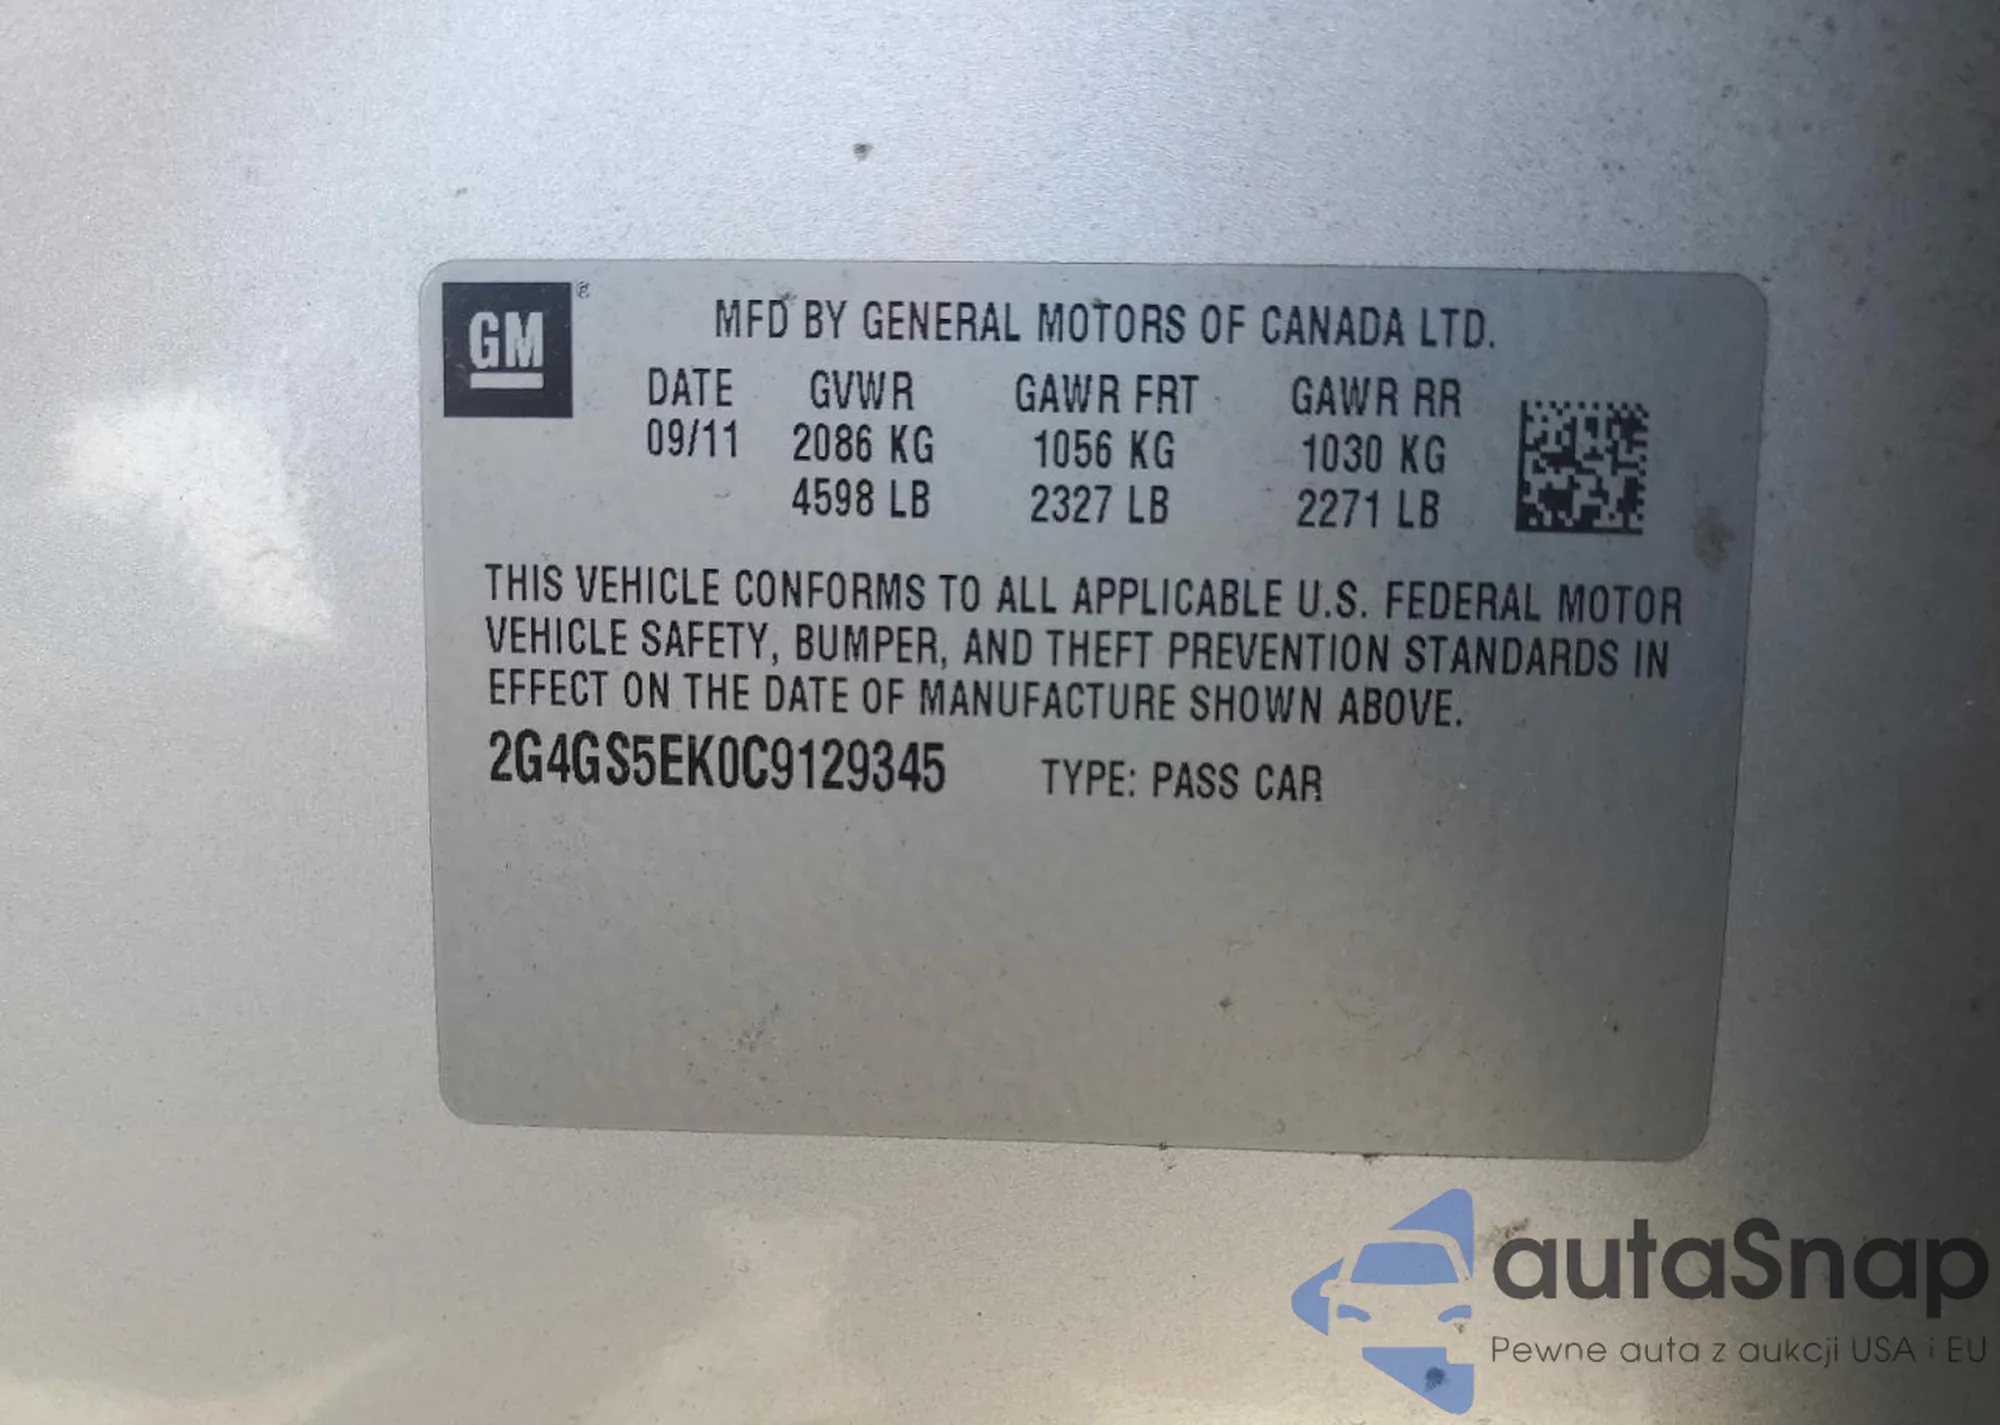 GM ®
MFD BY GENERAL MOTORS OF CANADA LTD.
DATE GVWR GAWR FRT GAWR RR
09/11 2086 KG 1056 KG 1030 KG
4598 LB 2327 LB 2271 LB
THIS VEHICLE CONFORMS TO ALL APPLICABLE U.S. FEDERAL MOTOR
VEHICLE SAFETY, BUMPER, AND THEFT PREVENTION STANDARDS IN
EFFECT ON THE DATE OF MANUFACTURE SHOWN ABOVE.
2G4GS5EK0C9129345 TYPE: PASS CAR
autaSnap
Pewne auta z aukcji USA i EU